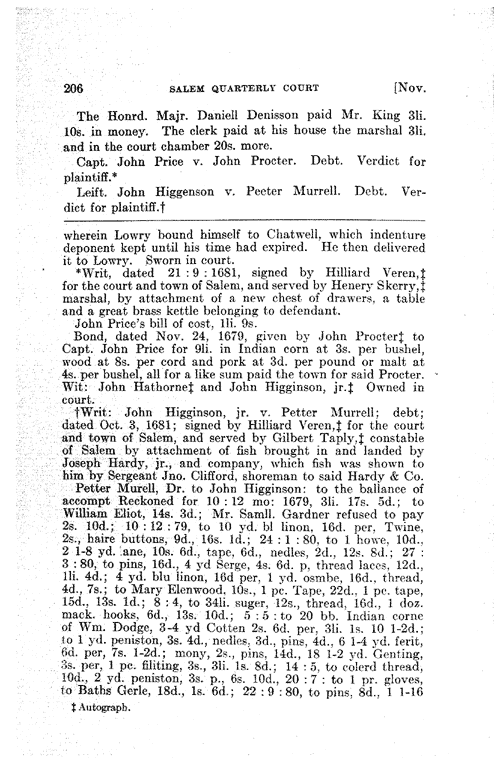 206 SALEM QUARTERLY COURT [Nov.
The Honrd. Majr. Daniell Denisson paid Mr. King 3li.
10s. in money. The clerk paid at his house the marshal 3li.
and in the court chamber 20s. more.
Capt. John Price v. John Procter. Debt. Verdict for
plaintiff.*
Leift. John Higgenson v. Peeter Murrell. Debt. Ver-
dict for plaintiff.†
wherein Lowry bound himself to Chatwell, which indenture
deponent kept until his time had expired. He then delivered
it to Lowry. Sworn in court.
*Writ, dated 21 : 9 : 1681, signed by Hilliard Veren,‡
for the court and town of Salem, and served by Henery Skerry,‡
marshal, by attachment of a new chest of drawers, a table
and a great brass kettle belonging to defendant.
John Price's bill of cost, 1li. 9s.
Bond, dated Nov. 24, 1679, given by John Procter‡ to
Capt. John Price for 9li. in Indian corn at 3s. per bushel,
wood at 8s. per cord and pork at 3d. per pound or malt at
4s. per bushel, all for a like sum paid the town for said Procter.
Wit: John Hathorne‡ and John Higginson, jr.‡ Owned in
court.
†Writ: John Higginson, jr. v. Petter Murrell; debt;
dated Oct. 3, 1681; signed by Hilliard Veren,‡ for the court
and town of Salem, and served by Gilbert Taply,‡ constable
of Salem by attachment of fish brought in and landed by
Joseph Hardy, jr., and company, which fish was shown to
him by Sergeant Jno. Clifford, shoreman to said Hardy & Co.
Petter Murell, Dr. to John Higginson: to the ballance of
accompt Reckoned for 10 : 12 mo: 1679, 3li. 17s. 5d.; to
William Eliot, 14s. 3d.; Mr. Samll. Gardner refused to pay
2s. 10d.; 10 : 12 : 79, to 10 yd. bl linon, 16d. per, Twine,
2s., haire buttons, 9d., 16s. 1d.; 24 : 1 : 80, to 1 howe, 10d.,
2 1-8 yd. ane, 10s. 6d., tape, 6d., nedles, 2d., 12s. 8d.; 27 :
3 : 80, to pins, 16d., 4 yd Serge, 4s. 6d. p, thread laces, 12d.,
1li. 4d.; 4 yd. blu linon, 16d per, 1 yd. osmbe, 16d., thread,
4d., 7s.; to Mary Elenwood, 10s., 1 pc. Tape, 22d., 1 pc. tape,
15d., 13s. 1d.; 8 : 4, to 34li. suger, 12s., thread, 16d., 1 doz.
mack. hooks, 6d., 13s. 10d.; 5 : 5 : to 20 bb. Indian corne
of Wm. Dodge, 3-4 yd Cotten 2s. 6d. per, 3li. 1s. 10 1-2d.;
to 1 yd. peniston, 3s. 4d., nedles, 3d., pins, 4d., 6 1-4 yd. ferit,
6d. per, 7s. 1-2d.; mony, 2s., pins, 14d., 18 1-2 yd. Genting,
3s. per, 1 pc. filiting, 3s., 3li. 1s. 8d.; 14 : 5, to colerd thread,
10d., 2 yd. peniston, 3s. p., 6s. 10d., 20 : 7 : to 1 pr. gloves,
to Baths Gerle, 18d., 1s. 6d.; 22 : 9 : 80, to pins, 8d., 1 1-16
‡ Autograph.